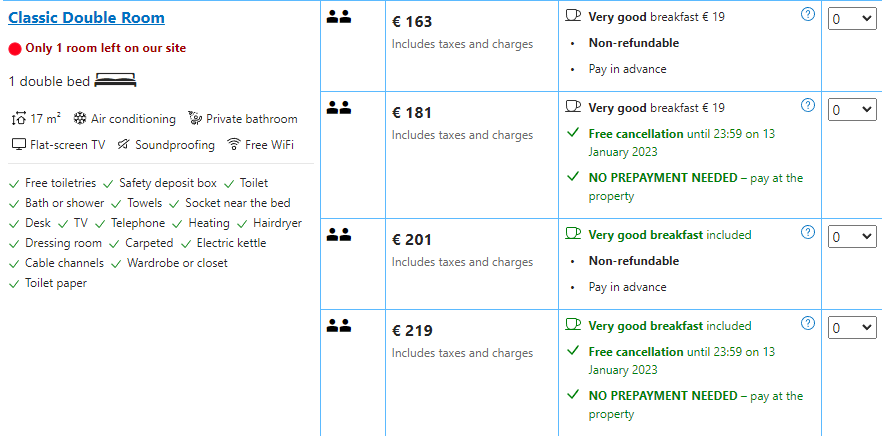 Classic Double Room
Only 1 room left on our site
1 double bed
17 m² Air conditioning Private bathroom
Flat-screen TV Soundproofing Free WiFi
Free toiletries Safety deposit box Toilet
Bath or shower Towels Socket near the bed
Desk TV Telephone Heating Hairdryer
Dressing room Carpeted Electric kettle
Cable channels Wardrobe or closet
Toilet paper
€ 163
Includes taxes and charges
Very good breakfast € 19
• Non-refundable
• Pay in advance
?
0
€ 181
Includes taxes and charges
Very good breakfast € 19
Free cancellation until 23:59 on 13
January 2023
NO PREPAYMENT NEEDED – pay at the
property
?
0
€ 201
Includes taxes and charges
Very good breakfast included
• Non-refundable
• Pay in advance
?
0
€ 219
Includes taxes and charges
Very good breakfast included
Free cancellation until 23:59 on 13
January 2023
NO PREPAYMENT NEEDED – pay at the
property
?
0